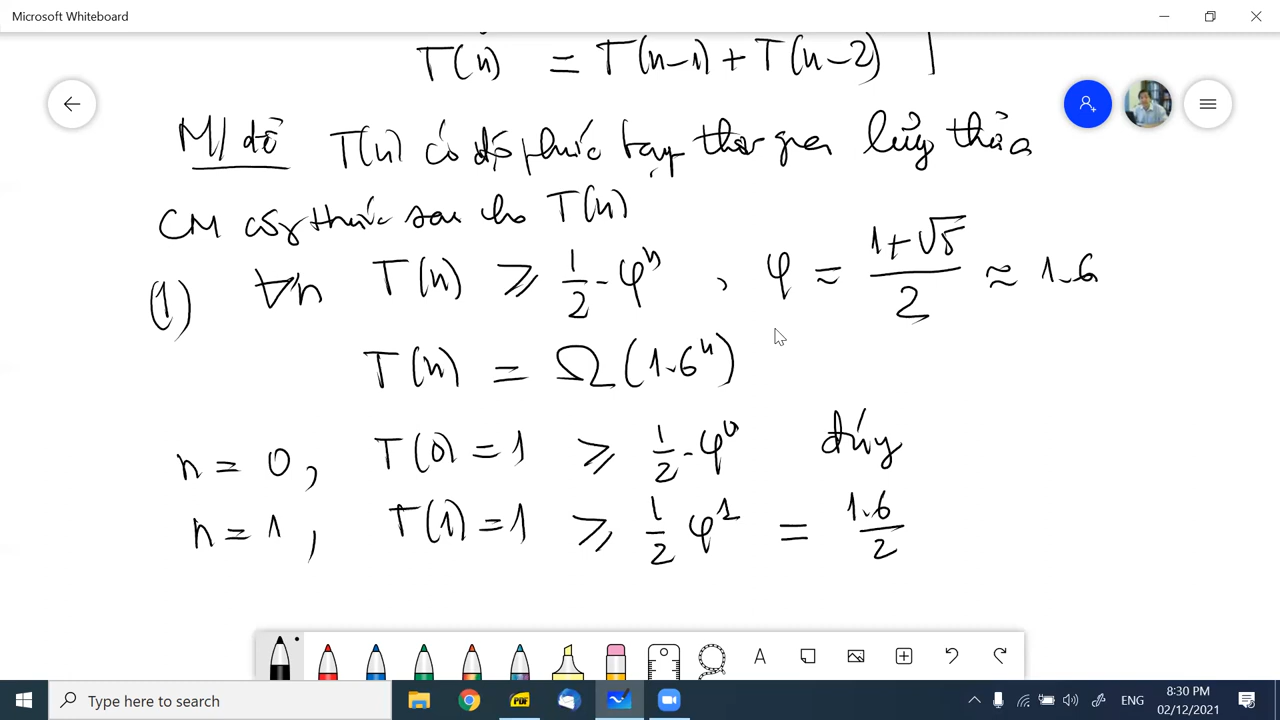 Microsoft Whiteboard
T(n) = T(n-1) + T(n-2) ]
Mệnh đề T(n) có độ phức tạp thời gian lũy thừa
CM công thức sau cho T(n)
(1) ∀n T(n) ≥ 1/2 · φ^n , φ = (1+√5)/2 ≈ 1.6
T(n) = Ω(1.6^n)
n = 0, T(0) = 1 ≥ 1/2 · φ^0 đúng
n = 1, T(1) = 1 ≥ 1/2 φ^1 = 1.6/2
A
Type here to search
PDF
ENG
8:30 PM
02/12/2021